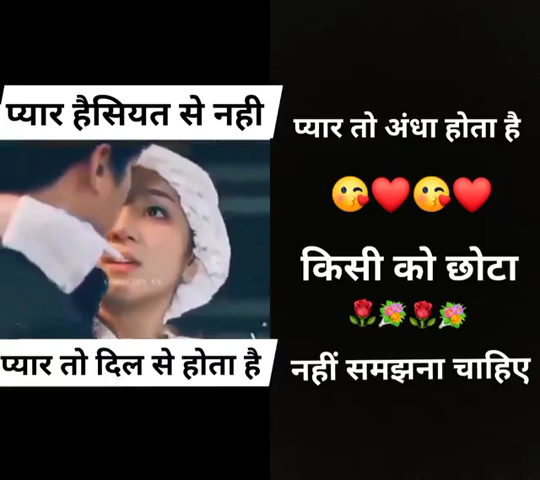 प्यार हैसियत से नही
प्यार तो दिल से होता है
प्यार तो अंधा होता है
😘❤️😘❤️
किसी को छोटा
🌹💐🌹💐
नहीं समझना चाहिए